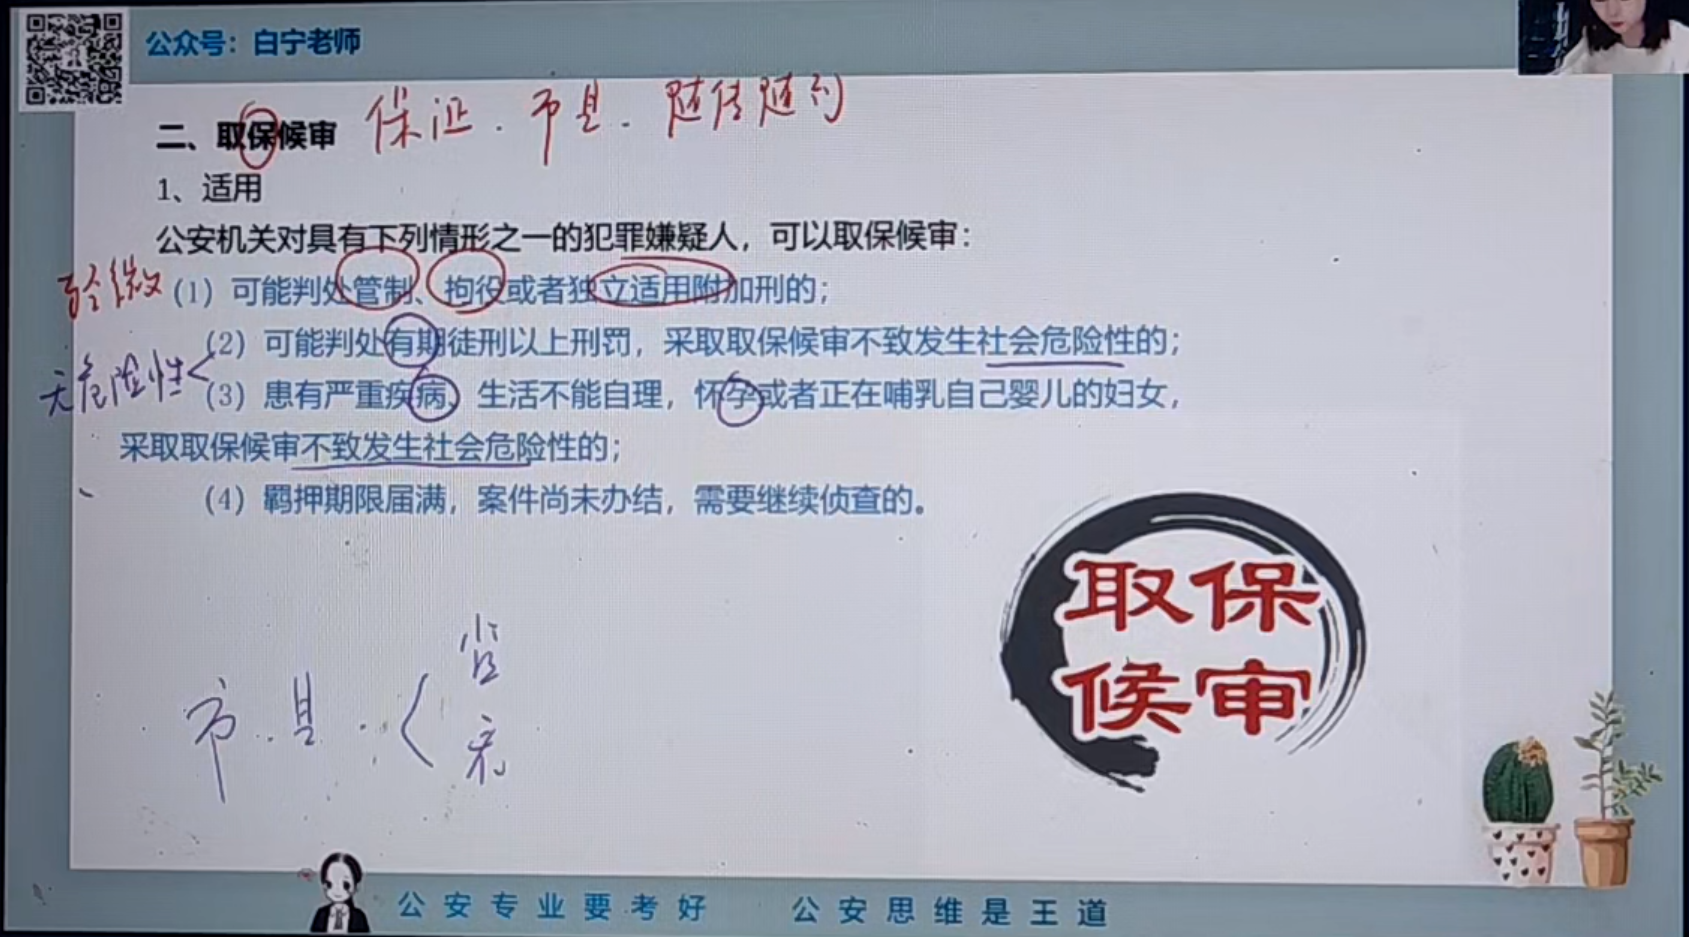 公众号：白宁老师
二、取保候审 保证.市县.随传随到
1、适用
公安机关对具有下列情形之一的犯罪嫌疑人，可以取保候审：
轻微 (1) 可能判处管制、拘役或者独立适用附加刑的；
(2) 可能判处有期徒刑以上刑罚，采取取保候审不致发生社会危险性的；
无危险性
(3) 患有严重疾病、生活不能自理，怀孕或者正在哺乳自己婴儿的妇女，
采取取保候审不致发生社会危险性的；
(4) 羁押期限届满，案件尚未办结，需要继续侦查的。
取保
候审
市.县.
公安专业要考好 公安思维是王道